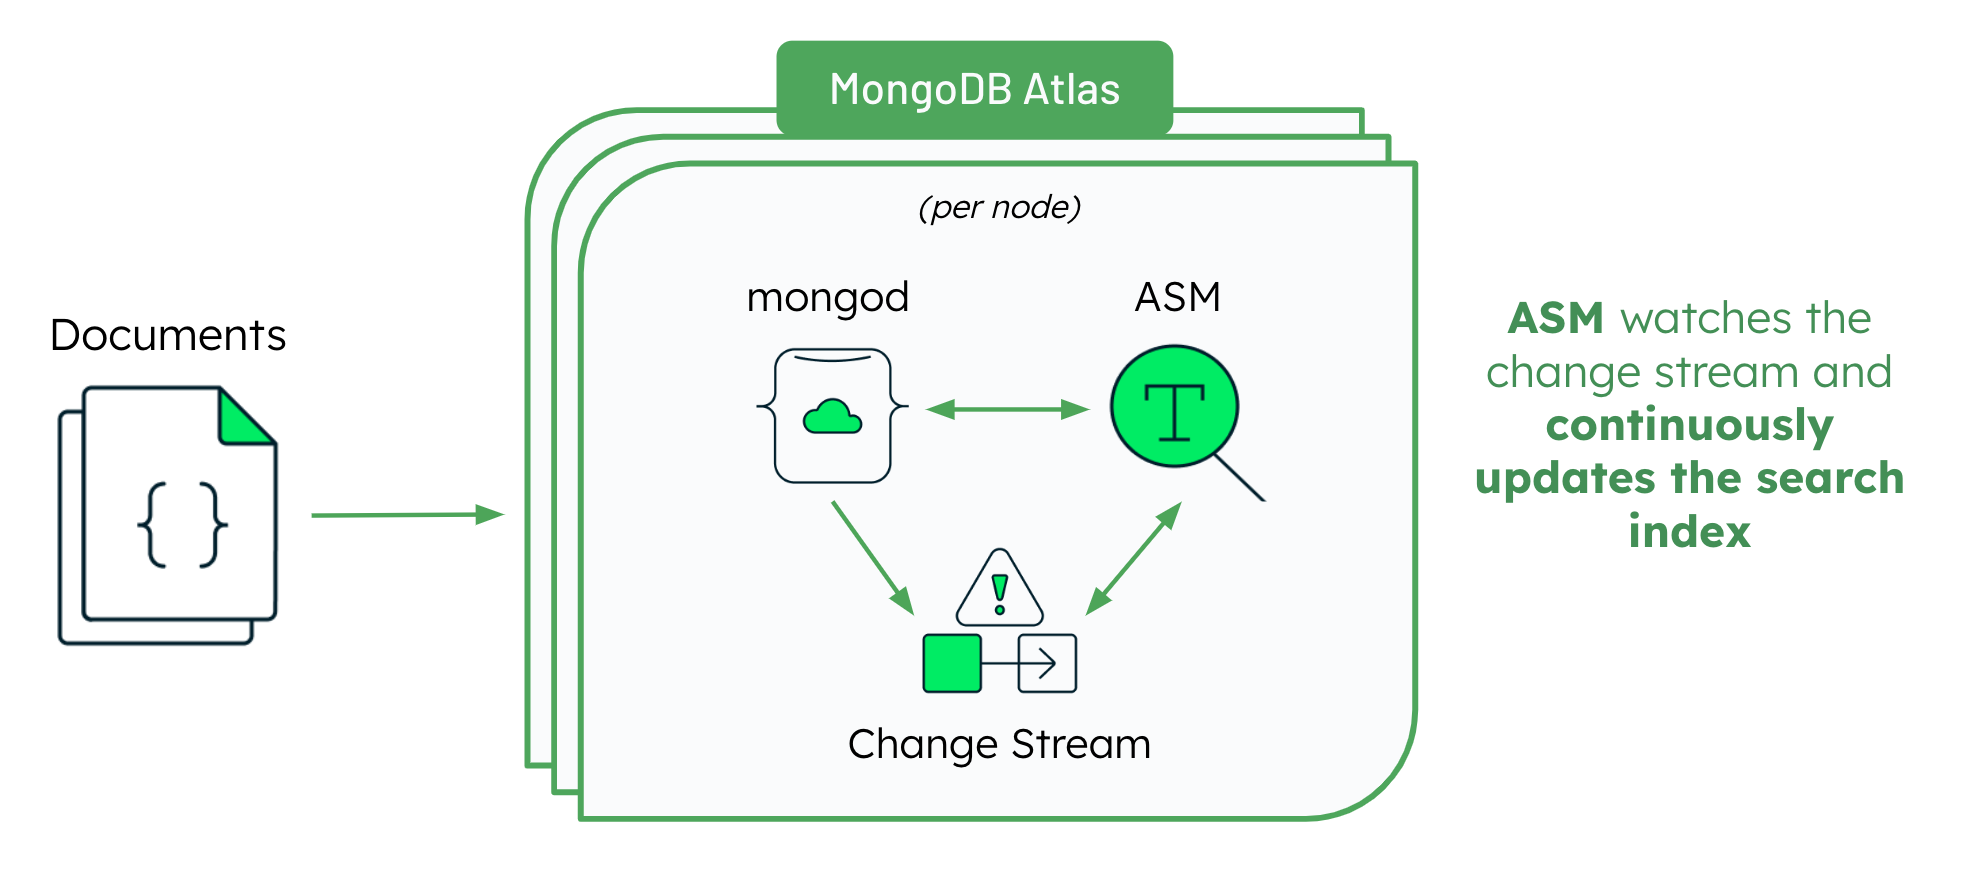 MongoDB Atlas
(per node)
mongod
ASM
Documents
{ }
T
!
Change Stream
ASM watches the
change stream and
continuously
updates the search
index